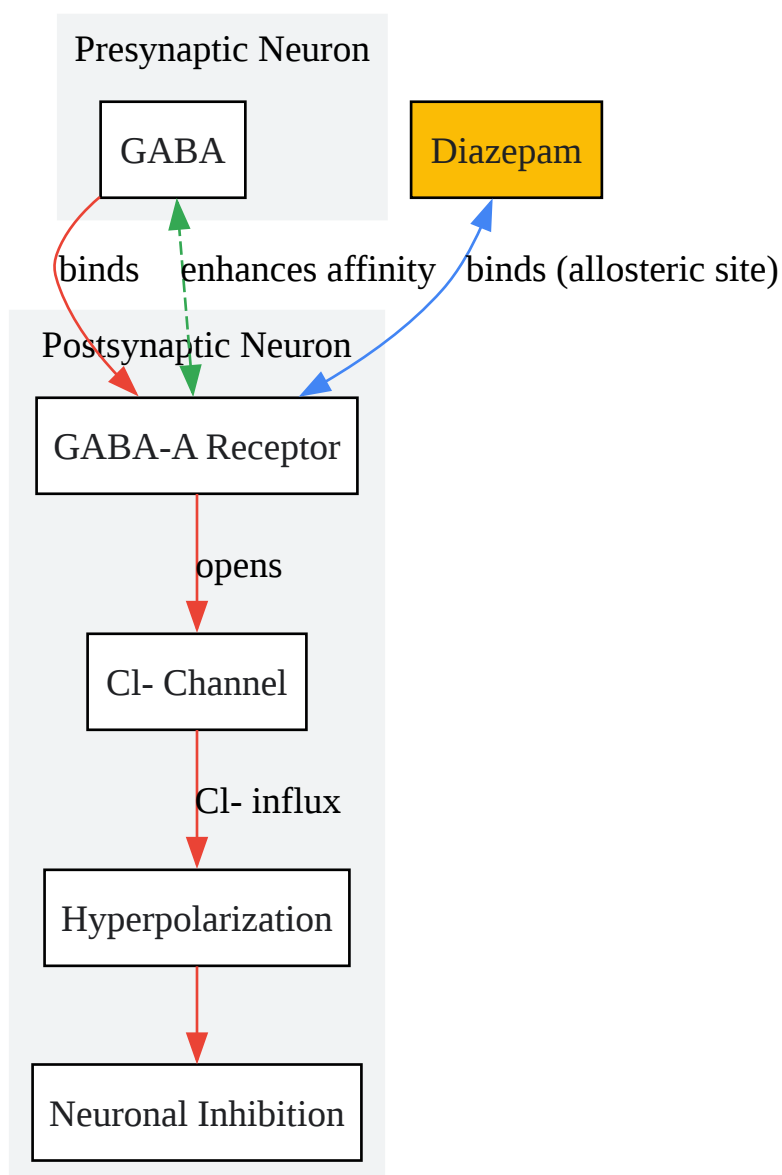 Presynaptic Neuron
GABA
Diazepam
binds
enhances affinity
binds (allosteric site)
Postsynaptic Neuron
GABA-A Receptor
opens
Cl- Channel
Cl- influx
Hyperpolarization
Neuronal Inhibition